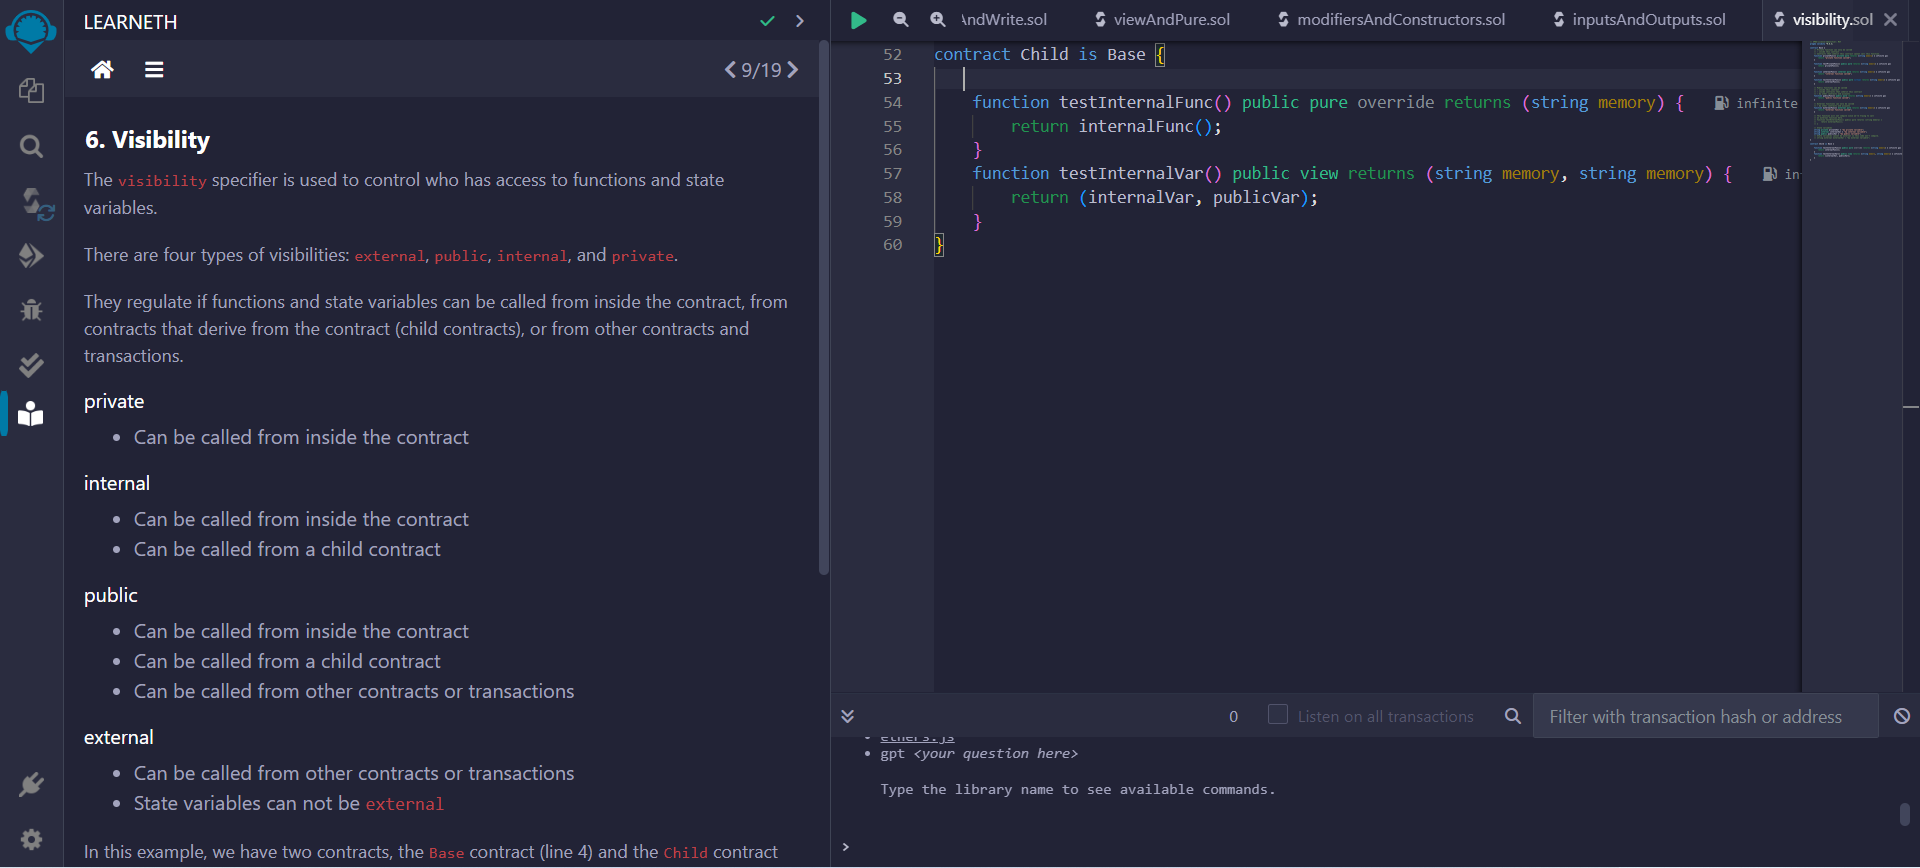 LEARNETH
9/19
6. Visibility
The visibility specifier is used to control who has access to functions and state
variables.
There are four types of visibilities: external, public, internal, and private.
They regulate if functions and state variables can be called from inside the contract, from
contracts that derive from the contract (child contracts), or from other contracts and
transactions.
private
• Can be called from inside the contract
internal
• Can be called from inside the contract
• Can be called from a child contract
public
• Can be called from inside the contract
• Can be called from a child contract
• Can be called from other contracts or transactions
external
• Can be called from other contracts or transactions
• State variables can not be external
In this example, we have two contracts, the Base contract (line 4) and the Child contract
AndWrite.sol viewAndPure.sol modifiersAndConstructors.sol inputsAndOutputs.sol visibility.sol
52 contract Child is Base {
53
54 function testInternalFunc() public pure override returns (string memory) { infinite
55 return internalFunc();
56 }
57 function testInternalVar() public view returns (string memory, string memory) { in
58 return (internalVar, publicVar);
59 }
60 }
0 Listen on all transactions Filter with transaction hash or address
• ethers.js
• gpt <your question here>
Type the library name to see available commands.
>